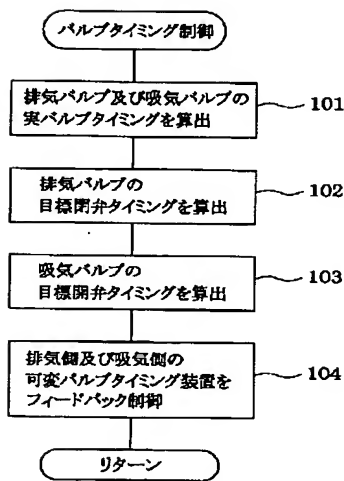 バルブタイミング制御
排気バルブ及び吸気バルブの
実バルブタイミングを算出
101
排気バルブの
目標閉弁タイミングを算出
102
吸気バルブの
目標開弁タイミングを算出
103
排気側及び吸気側の
可変バルブタイミング装置を
フィードバック制御
104
リターン